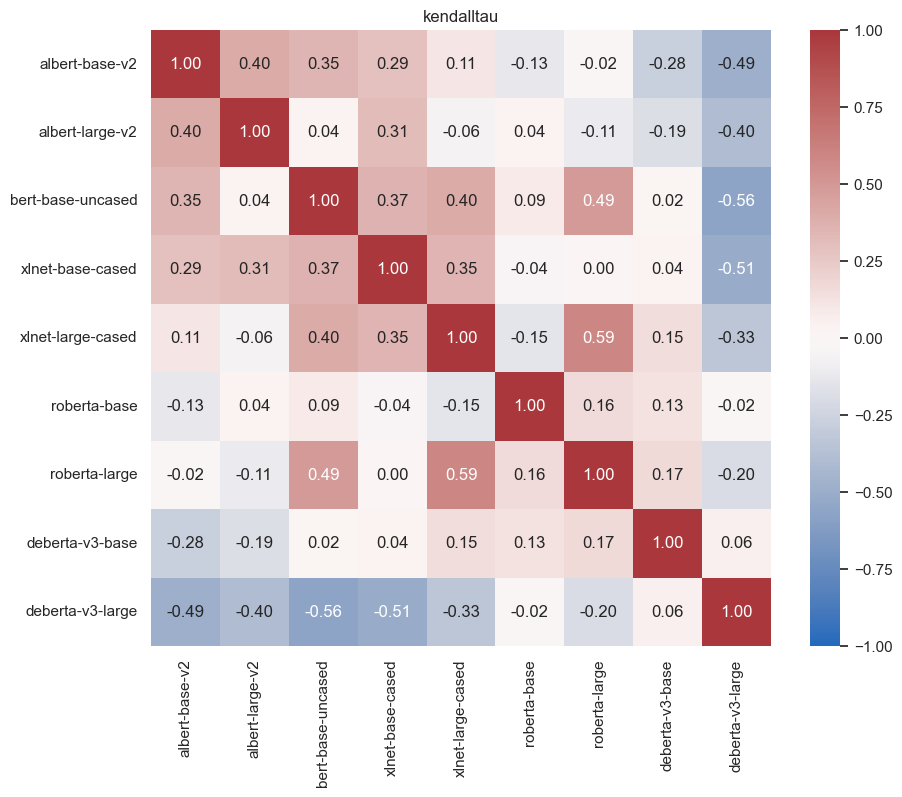 kendalltau
albert-base-v2 1.00 0.40 0.35 0.29 0.11 -0.13 -0.02 -0.28 -0.49
albert-large-v2 0.40 1.00 0.04 0.31 -0.06 0.04 -0.11 -0.19 -0.40
bert-base-uncased 0.35 0.04 1.00 0.37 0.40 0.09 0.49 0.02 -0.56
xlnet-base-cased 0.29 0.31 0.37 1.00 0.35 -0.04 0.00 0.04 -0.51
xlnet-large-cased 0.11 -0.06 0.40 0.35 1.00 -0.15 0.59 0.15 -0.33
roberta-base -0.13 0.04 0.09 -0.04 -0.15 1.00 0.16 0.13 -0.02
roberta-large -0.02 -0.11 0.49 0.00 0.59 0.16 1.00 0.17 -0.20
deberta-v3-base -0.28 -0.19 0.02 0.04 0.15 0.13 0.17 1.00 0.06
deberta-v3-large -0.49 -0.40 -0.56 -0.51 -0.33 -0.02 -0.20 0.06 1.00
albert-base-v2
albert-large-v2
bert-base-uncased
xlnet-base-cased
xlnet-large-cased
roberta-base
roberta-large
deberta-v3-base
deberta-v3-large
1.00
0.75
0.50
0.25
0.00
−0.25
−0.50
−0.75
−1.00